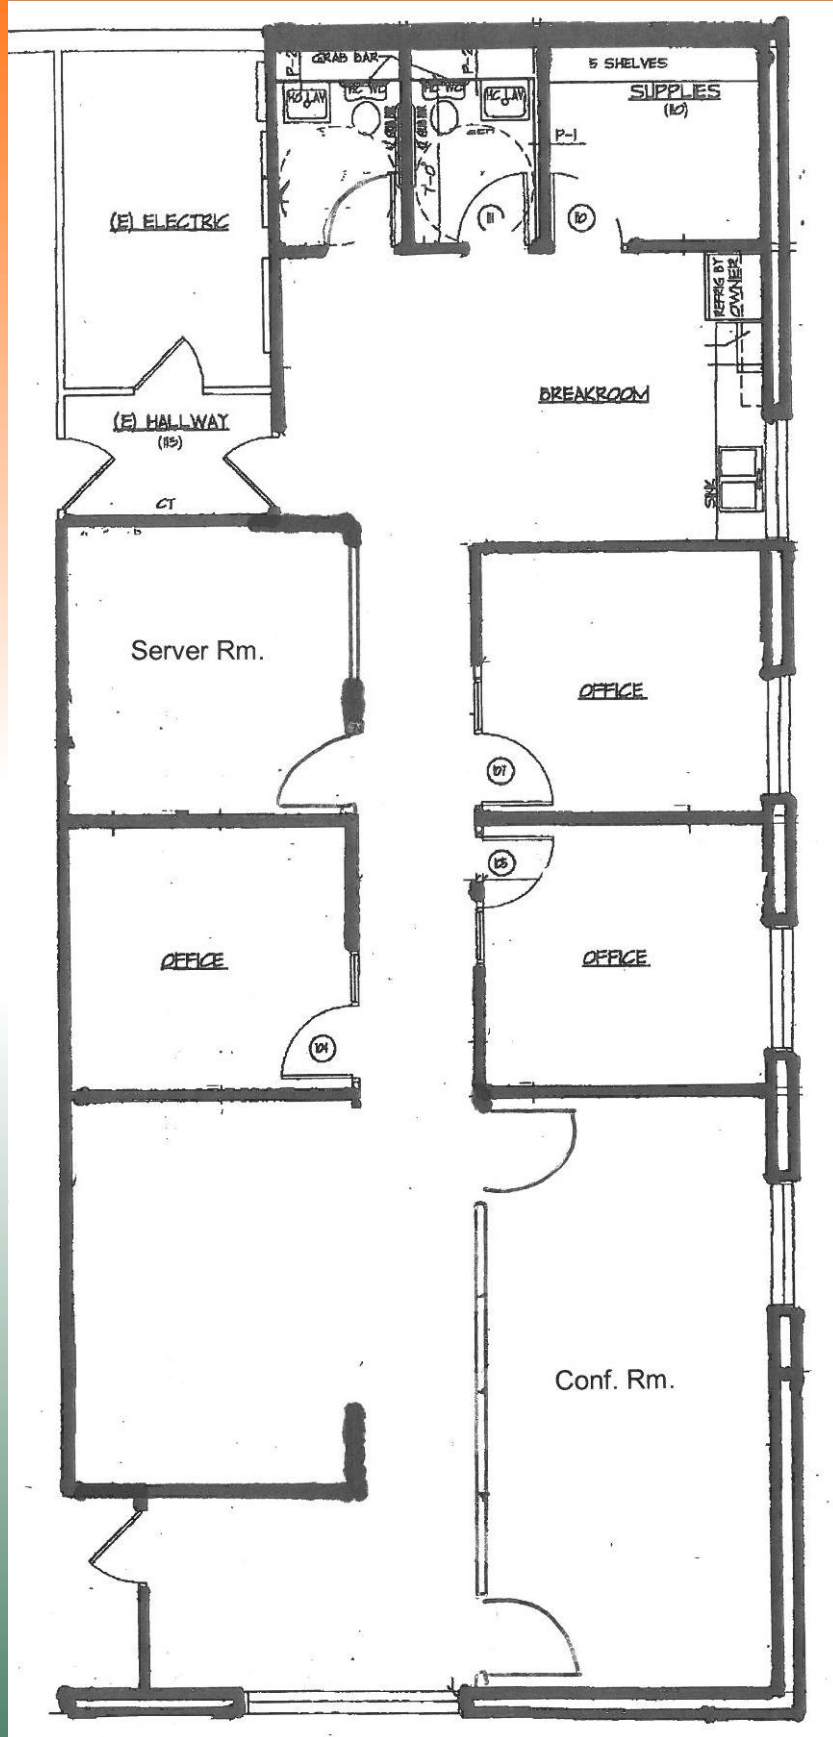 P-2
GRAB BAR
P-2
5 SHELVES
HC LAV
HC WC
HC WC
HC LAV
SUPPLIES
(110)
P-1
7'-0"
(E) ELECTRIC
111
110
REFRIG BY
OWNER
BREAKROOM
(E) HALLWAY
(113)
CT
SINK
Server Rm.
OFFICE
107
105
OFFICE
OFFICE
104
Conf. Rm.